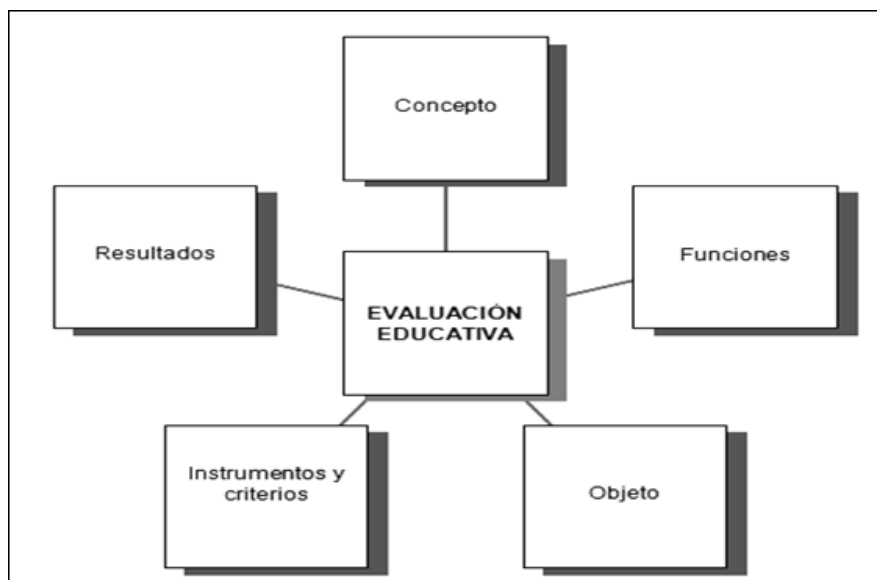 Concepto
Resultados
Funciones
EVALUACIÓN
EDUCATIVA
Instrumentos y
criterios
Objeto